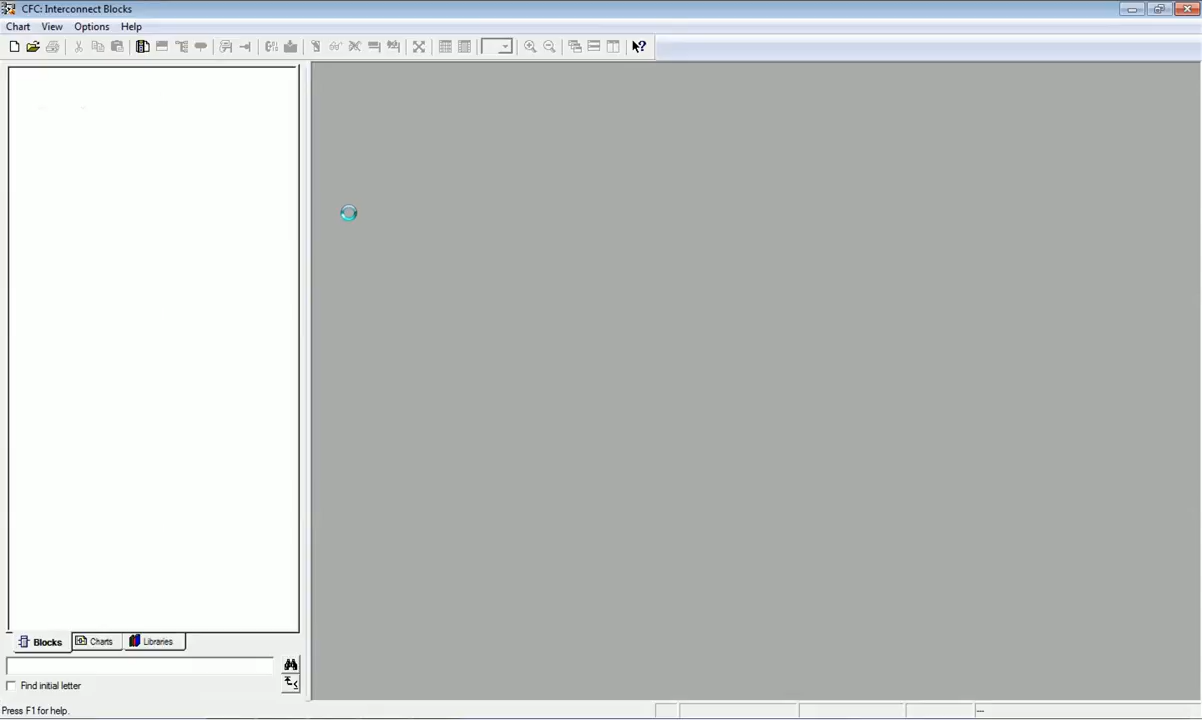 CFC: Interconnect Blocks
Chart View Options Help
Blocks Charts Libraries
Find initial letter
Press F1 for help.
---